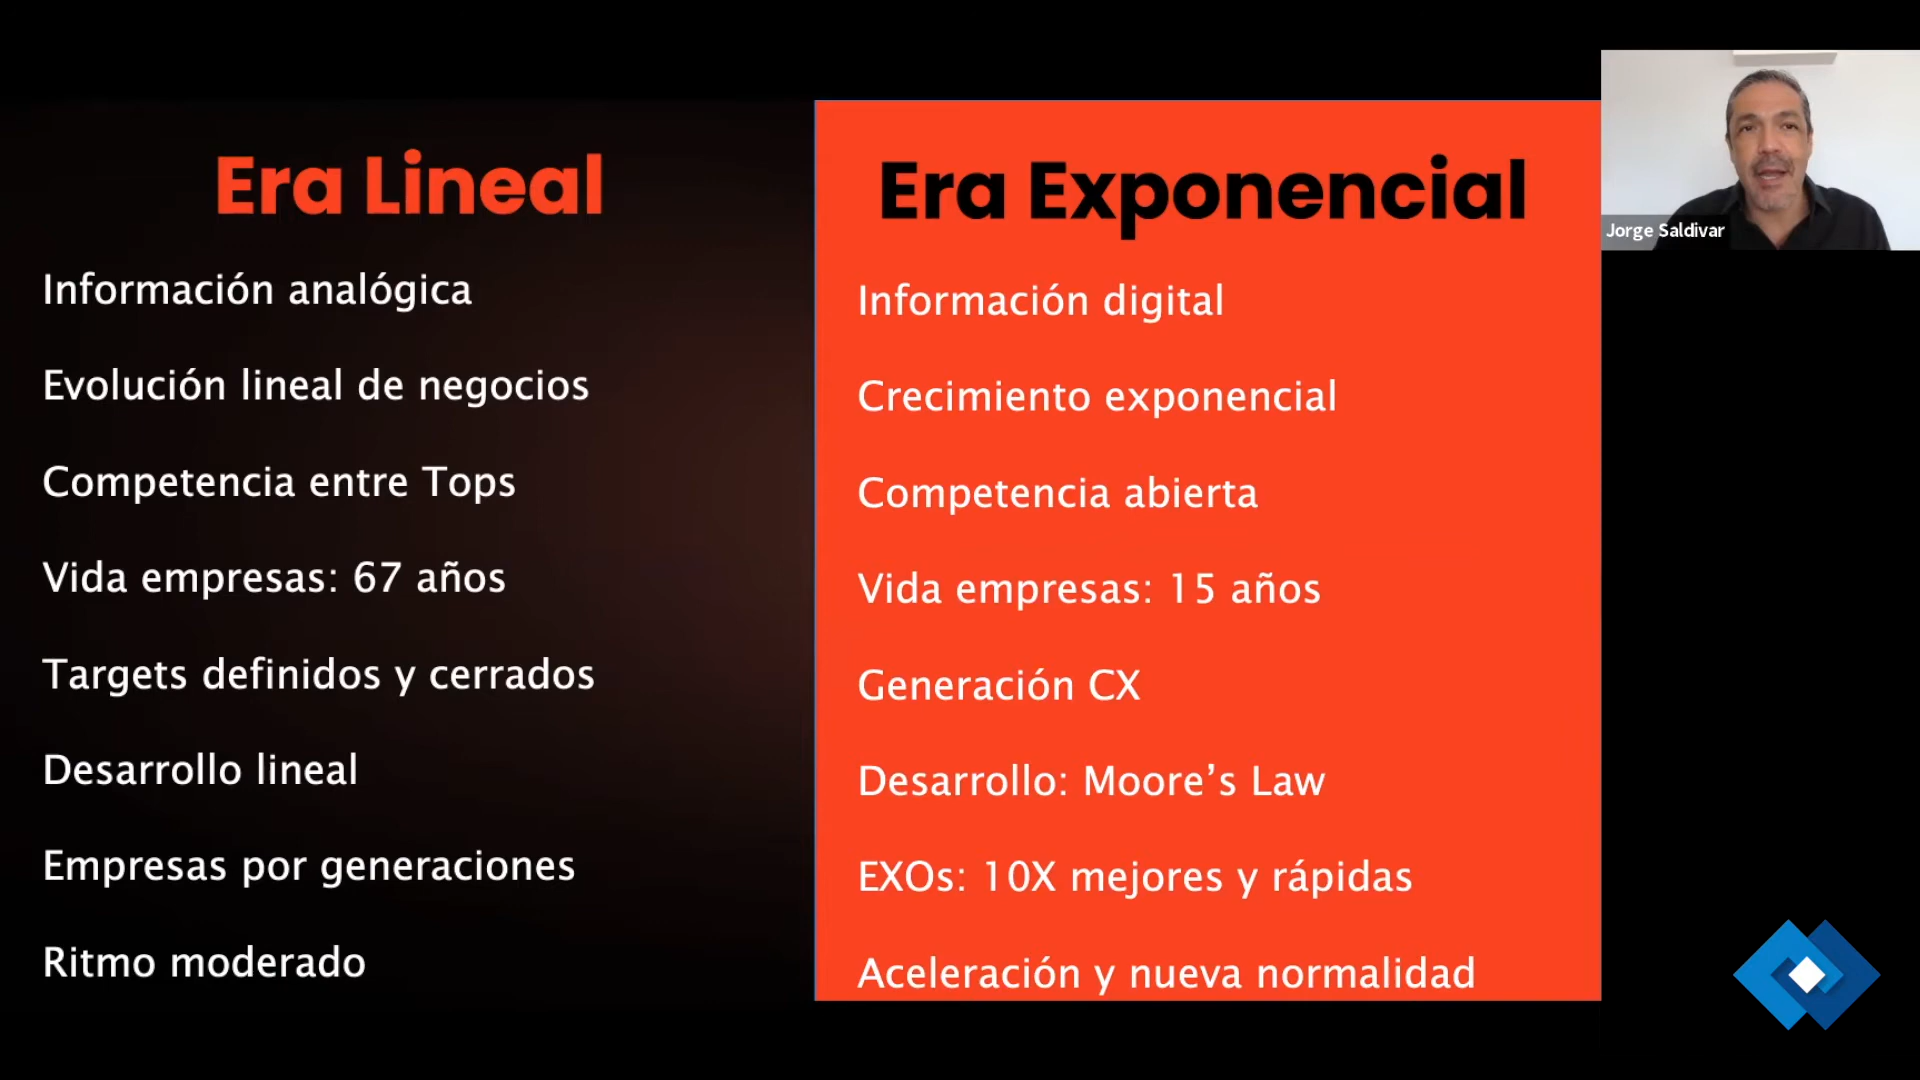 Era Lineal
Información analógica
Evolución lineal de negocios
Competencia entre Tops
Vida empresas: 67 años
Targets definidos y cerrados
Desarrollo lineal
Empresas por generaciones
Ritmo moderado
Era Exponencial
Información digital
Crecimiento exponencial
Competencia abierta
Vida empresas: 15 años
Generación CX
Desarrollo: Moore’s Law
EXOs: 10X mejores y rápidas
Aceleración y nueva normalidad
Jorge Saldivar